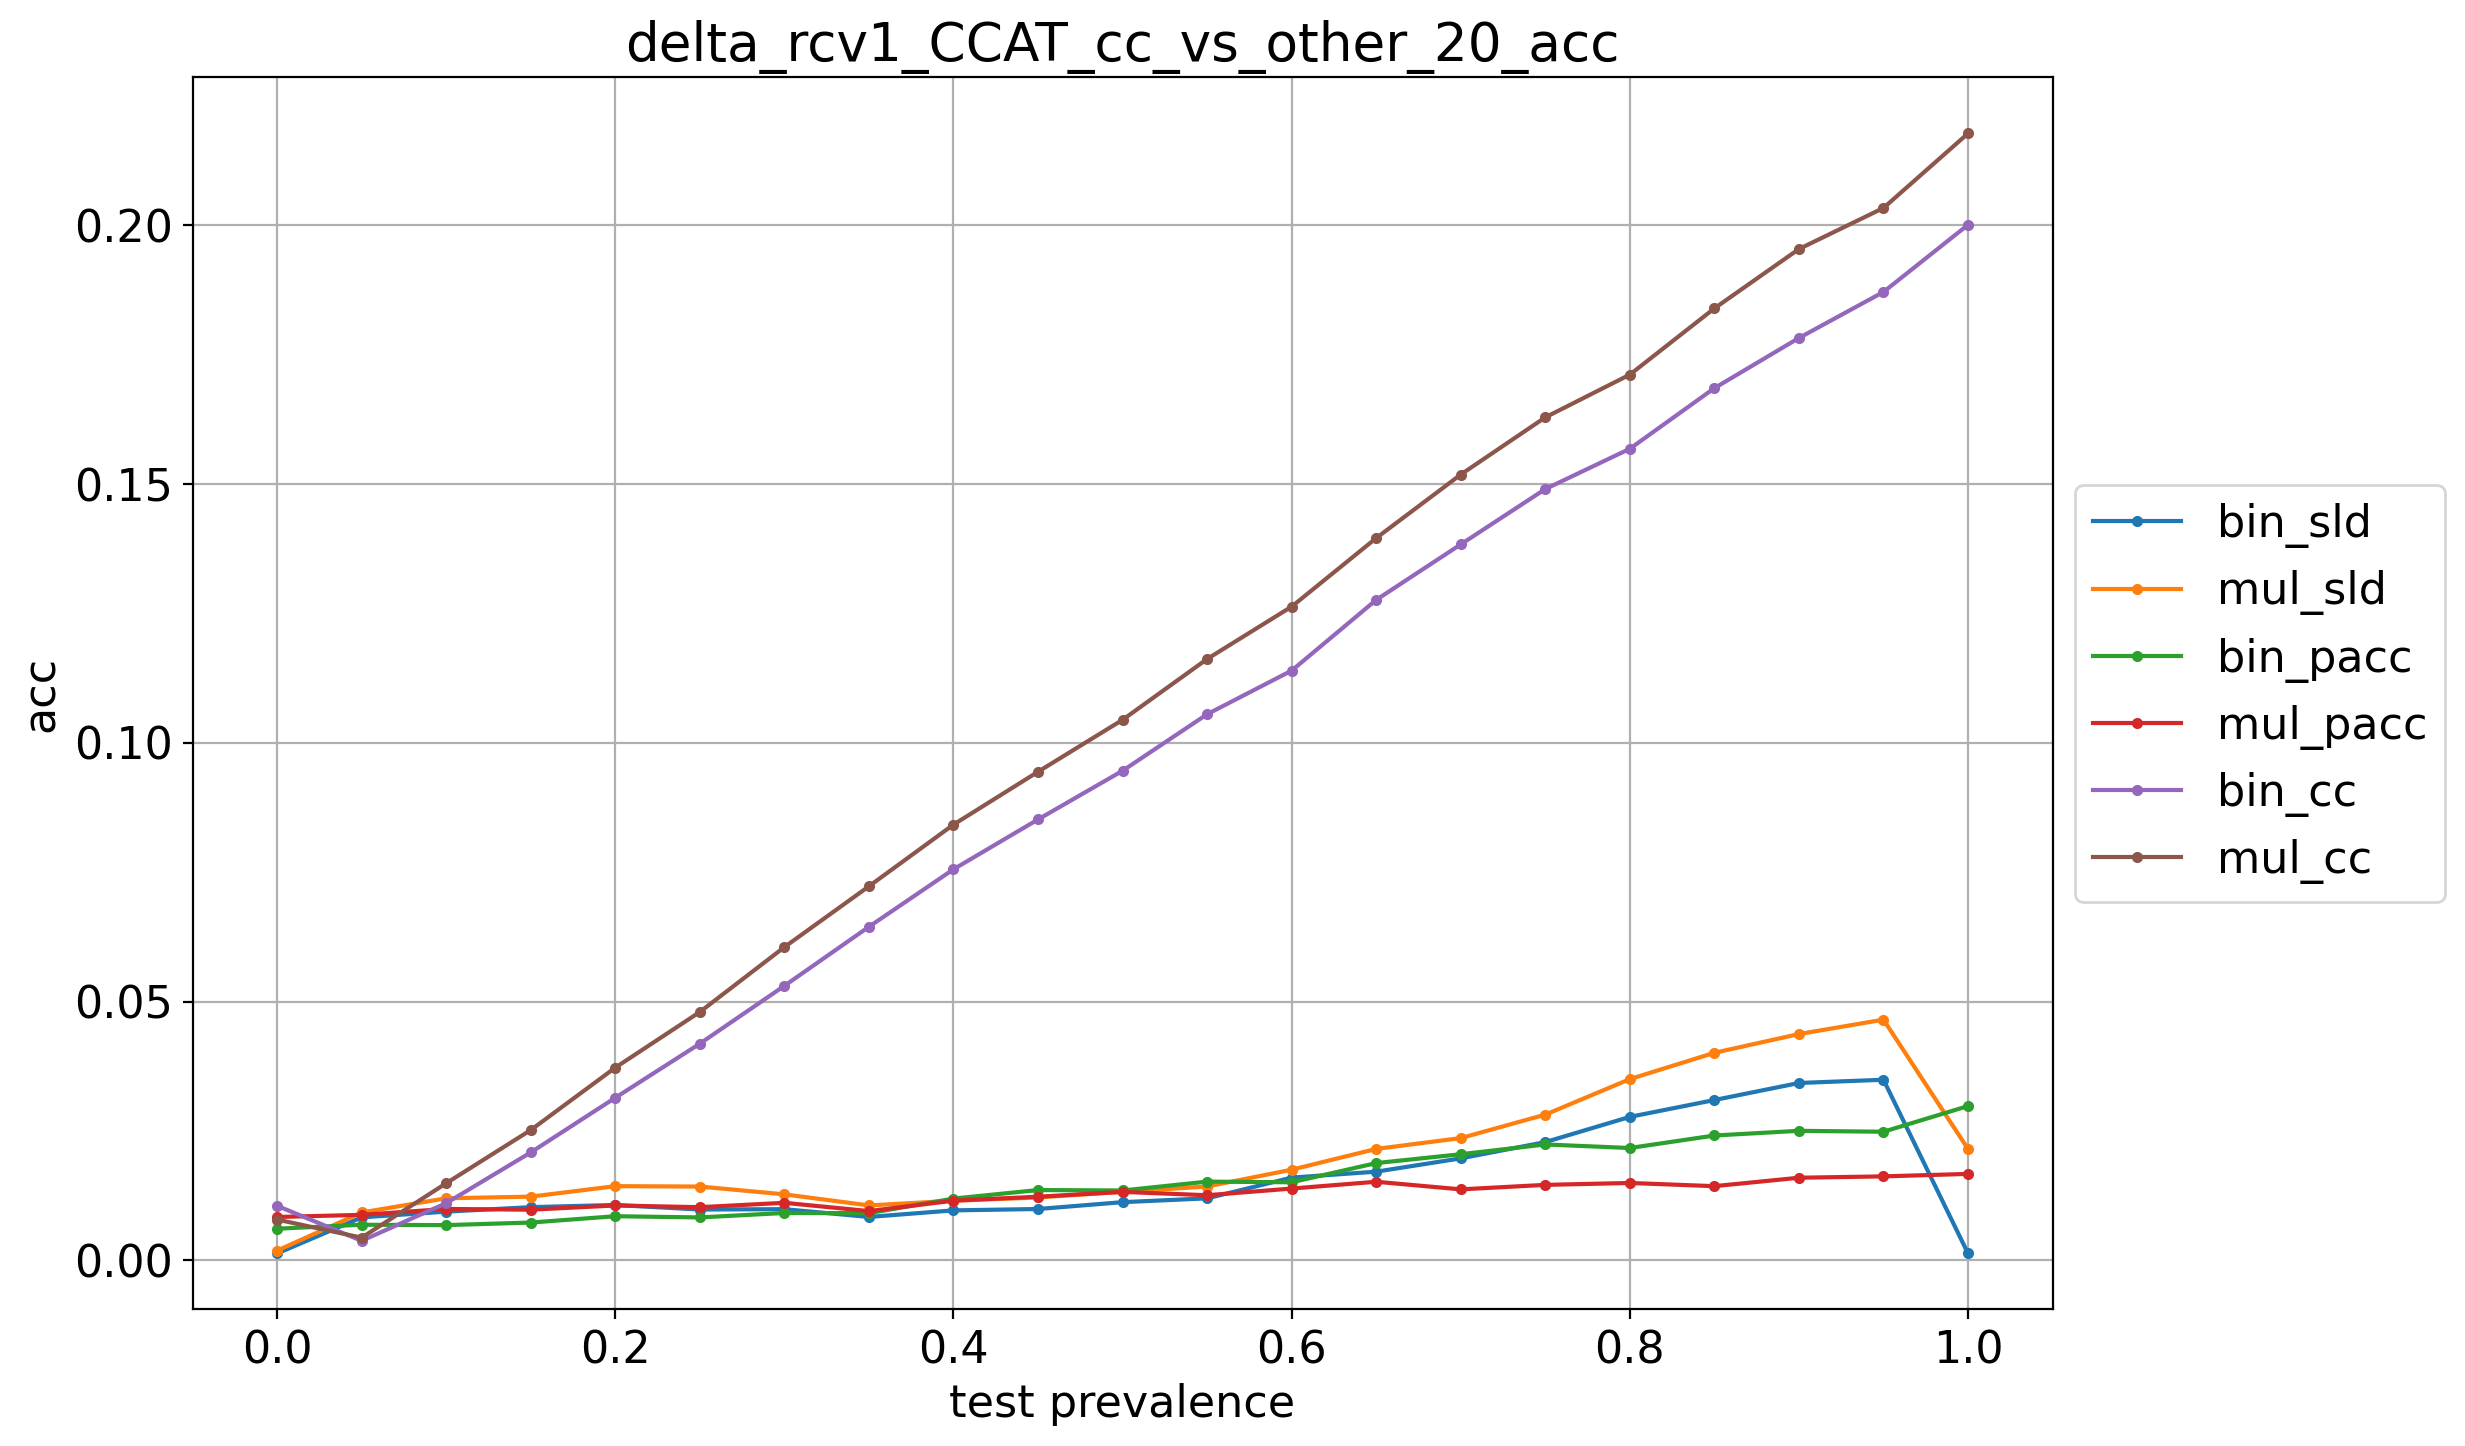 delta_rcv1_CCAT_cc_vs_other_20_acc
0.20
0.15
0.10
0.05
0.00
acc
0.0 0.2 0.4 0.6 0.8 1.0
test prevalence
bin_sld
mul_sld
bin_pacc
mul_pacc
bin_cc
mul_cc